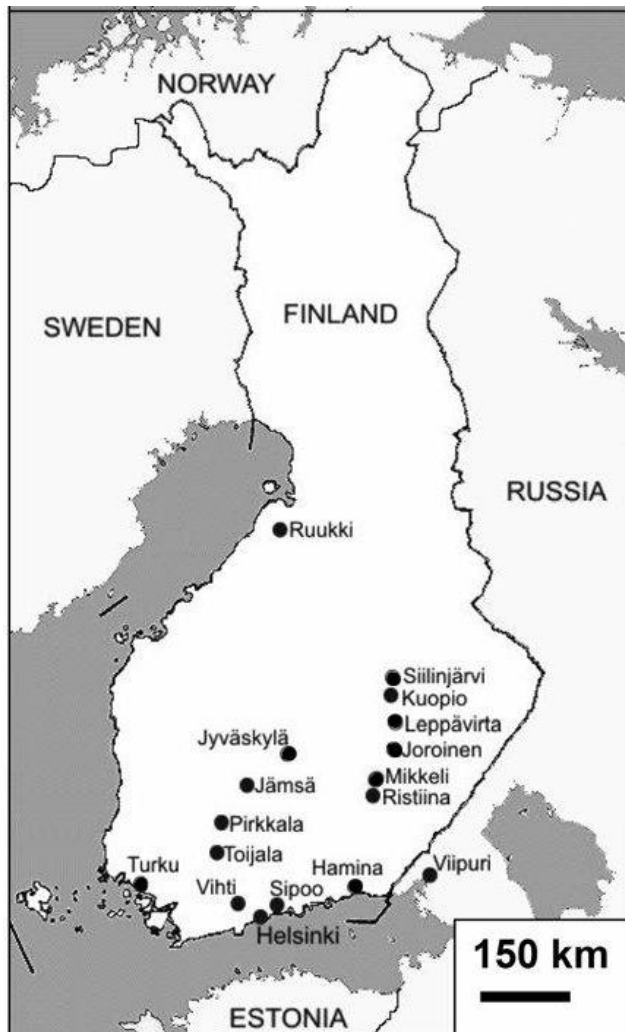 NORWAY
SWEDEN
FINLAND
RUSSIA
Ruukki
Siilinjärvi
Kuopio
Leppävirta
Jyväskylä
Joroinen
Jämsä
Mikkeli
Ristiina
Pirkkala
Toijala
Turku
Hamina
Viipuri
Vihti
Sipoo
Helsinki
150 km
ESTONIA